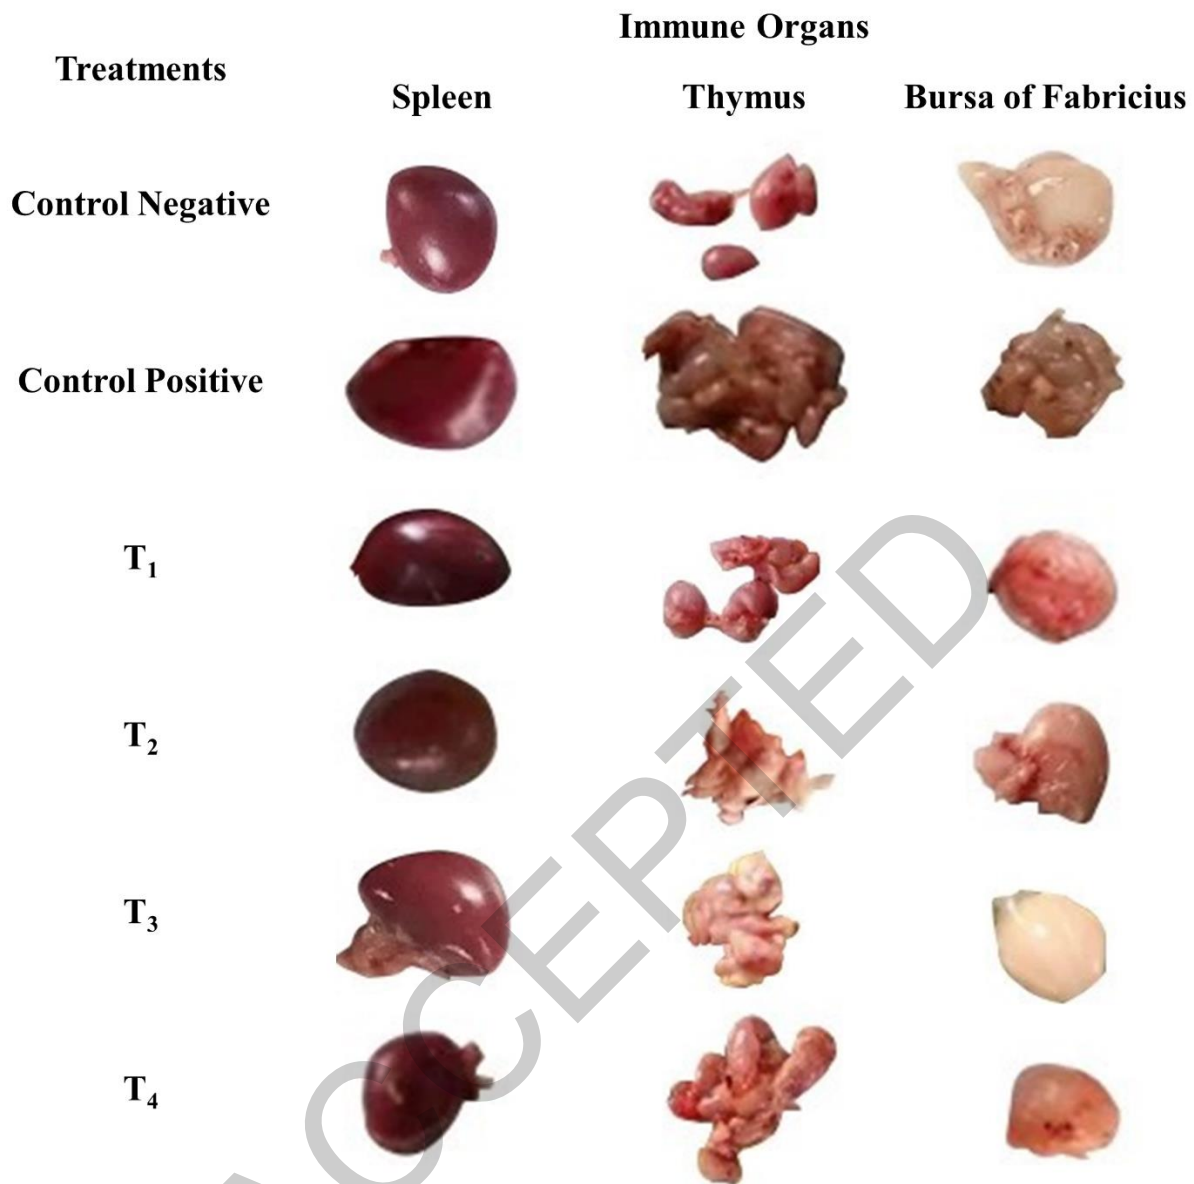 Immune Organs
Treatments
Spleen Thymus Bursa of Fabricius
Control Negative
Control Positive
T₁
T₂
T₃
T₄
ACCEPTED